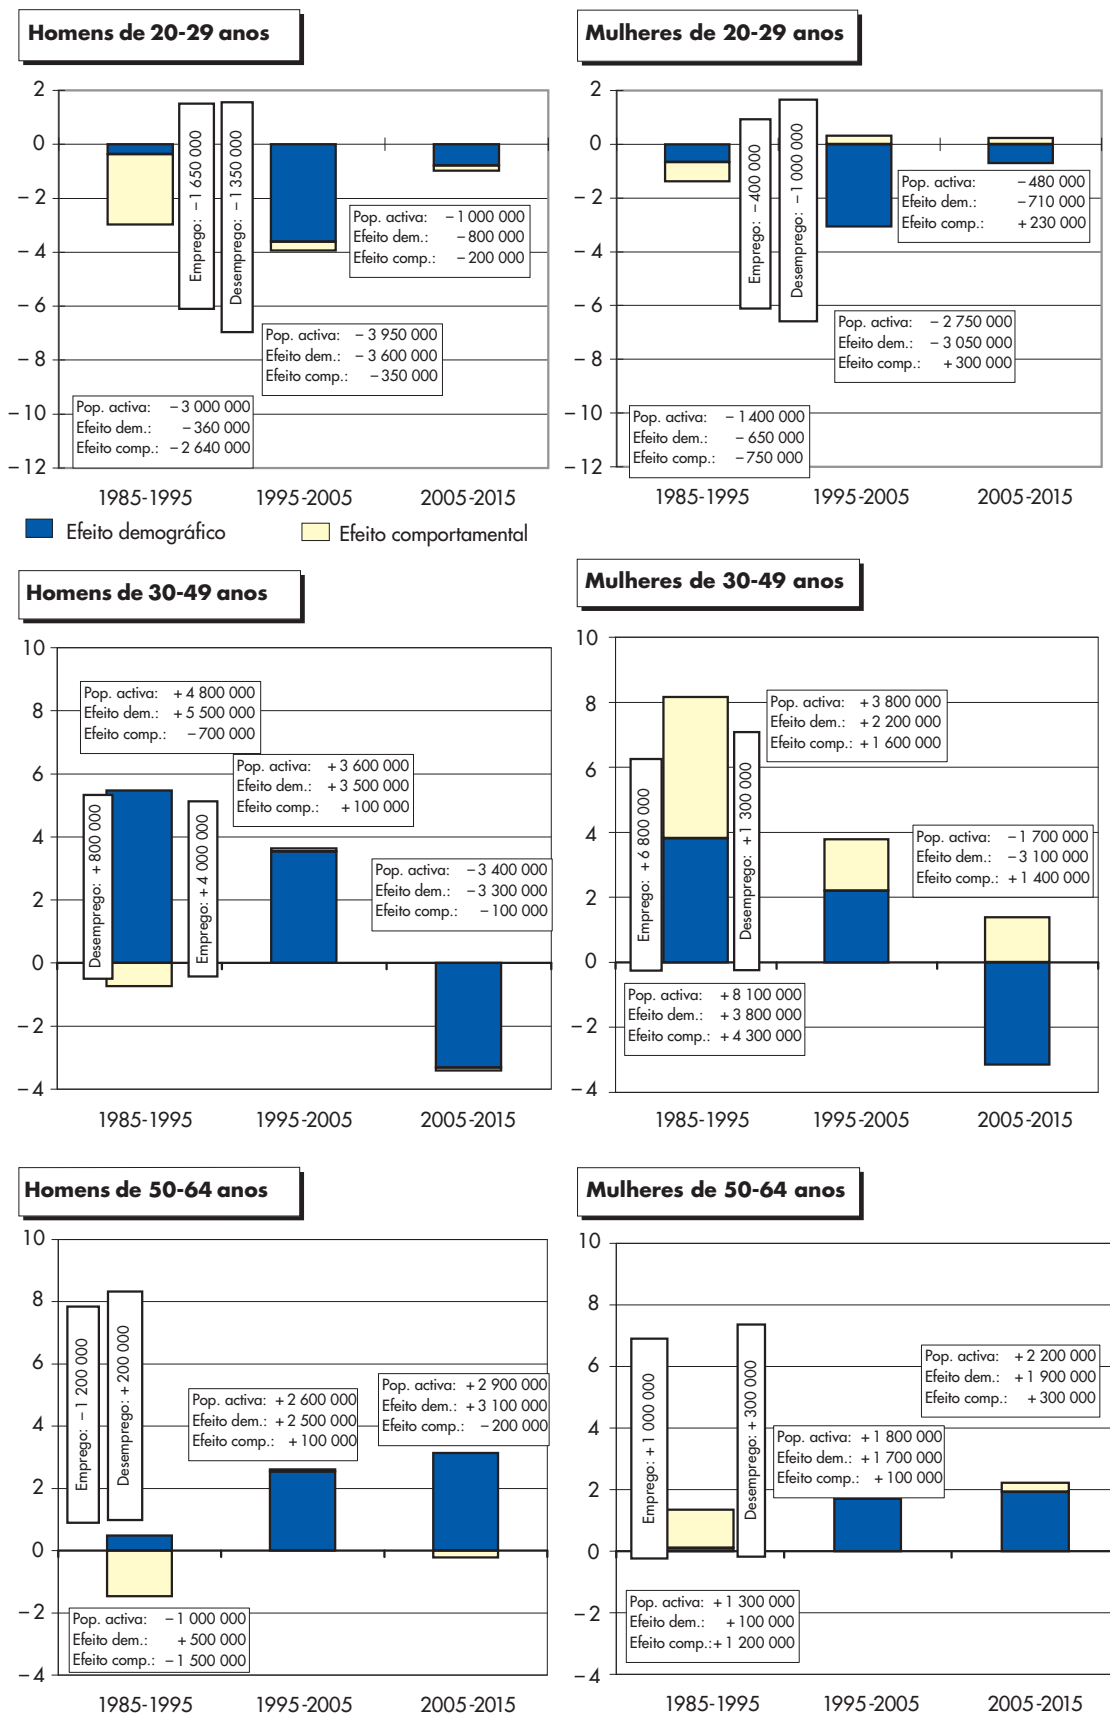 Homens de 20-29 anos
2
0
– 2
– 4
– 6
– 8
– 10
– 12
Emprego: – 1 650 000
Desemprego: – 1 350 000
Pop. activa: – 1 000 000
Efeito dem.: – 800 000
Efeito comp.: – 200 000
Pop. activa: – 3 950 000
Efeito dem.: – 3 600 000
Efeito comp.: – 350 000
Pop. activa: – 3 000 000
Efeito dem.: – 360 000
Efeito comp.: – 2 640 000
1985-1995 1995-2005 2005-2015
Mulheres de 20-29 anos
2
0
– 2
– 4
– 6
– 8
– 10
– 12
Emprego: – 400 000
Desemprego: – 1 000 000
Pop. activa: – 480 000
Efeito dem.: – 710 000
Efeito comp.: + 230 000
Pop. activa: – 2 750 000
Efeito dem.: – 3 050 000
Efeito comp.: + 300 000
Pop. activa: – 1 400 000
Efeito dem.: – 650 000
Efeito comp.: – 750 000
1985-1995 1995-2005 2005-2015
Efeito demográfico Efeito comportamental
Homens de 30-49 anos
10
8
6
4
2
0
– 2
– 4
Pop. activa: + 4 800 000
Efeito dem.: + 5 500 000
Efeito comp.: – 700 000
Pop. activa: + 3 600 000
Efeito dem.: + 3 500 000
Efeito comp.: + 100 000
Desemprego: + 800 000
Emprego: + 4 000 000
Pop. activa: – 3 400 000
Efeito dem.: – 3 300 000
Efeito comp.: – 100 000
1985-1995 1995-2005 2005-2015
Mulheres de 30-49 anos
10
8
6
4
2
0
– 2
– 4
Pop. activa: + 3 800 000
Efeito dem.: + 2 200 000
Efeito comp.: + 1 600 000
Emprego: + 6 800 000
Desemprego: + 1 300 000
Pop. activa: – 1 700 000
Efeito dem.: – 3 100 000
Efeito comp.: + 1 400 000
Pop. activa: + 8 100 000
Efeito dem.: + 3 800 000
Efeito comp.: + 4 300 000
1985-1995 1995-2005 2005-2015
Homens de 50-64 anos
10
8
6
4
2
0
– 2
– 4
Emprego: – 1 200 000
Desemprego: + 200 000
Pop. activa: + 2 600 000
Efeito dem.: + 2 500 000
Efeito comp.: + 100 000
Pop. activa: + 2 900 000
Efeito dem.: + 3 100 000
Efeito comp.: – 200 000
Pop. activa: – 1 000 000
Efeito dem.: + 500 000
Efeito comp.: – 1 500 000
1985-1995 1995-2005 2005-2015
Mulheres de 50-64 anos
10
8
6
4
2
0
– 2
– 4
Emprego: + 1 000 000
Desemprego: + 300 000
Pop. activa: + 2 200 000
Efeito dem.: + 1 900 000
Efeito comp.: + 300 000
Pop. activa: + 1 800 000
Efeito dem.: + 1 700 000
Efeito comp.: + 100 000
Pop. activa: + 1 300 000
Efeito dem.: + 100 000
Efeito comp.: + 1 200 000
1985-1995 1995-2005 2005-2015